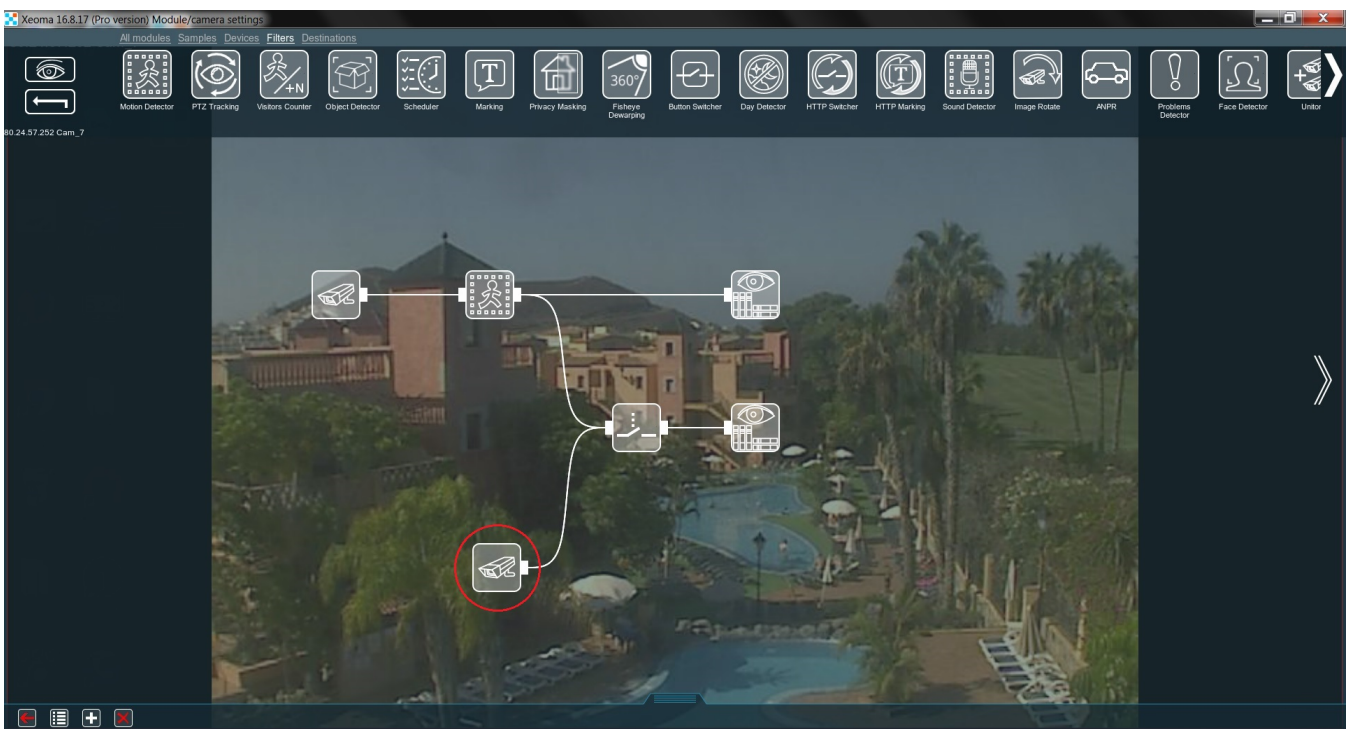 Xeoma 16.8.17 (Pro version) Module/camera settings
All modules Samples Devices Filters Destinations
+N
T
360°
T
Motion Detector PTZ Tracking Visitors Counter Object Detector Scheduler Marking Privacy Masking Fisheye Dewarping Button Switcher Day Detector HTTP Switcher HTTP Marking Sound Detector Image Rotate ANPR Problems Detector Face Detector Unitor
80.24.57.252 Cam_7